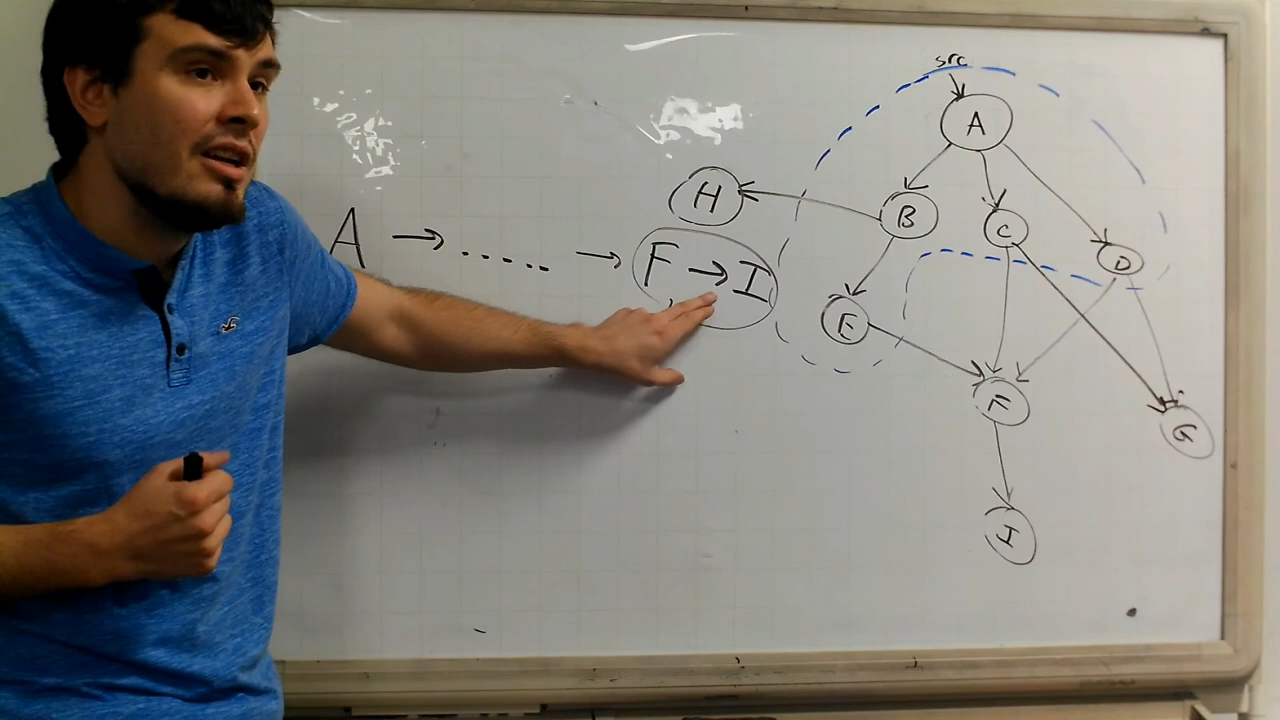 src
A
H
B
C
D
A → ..... → F → I
E
F
G
I